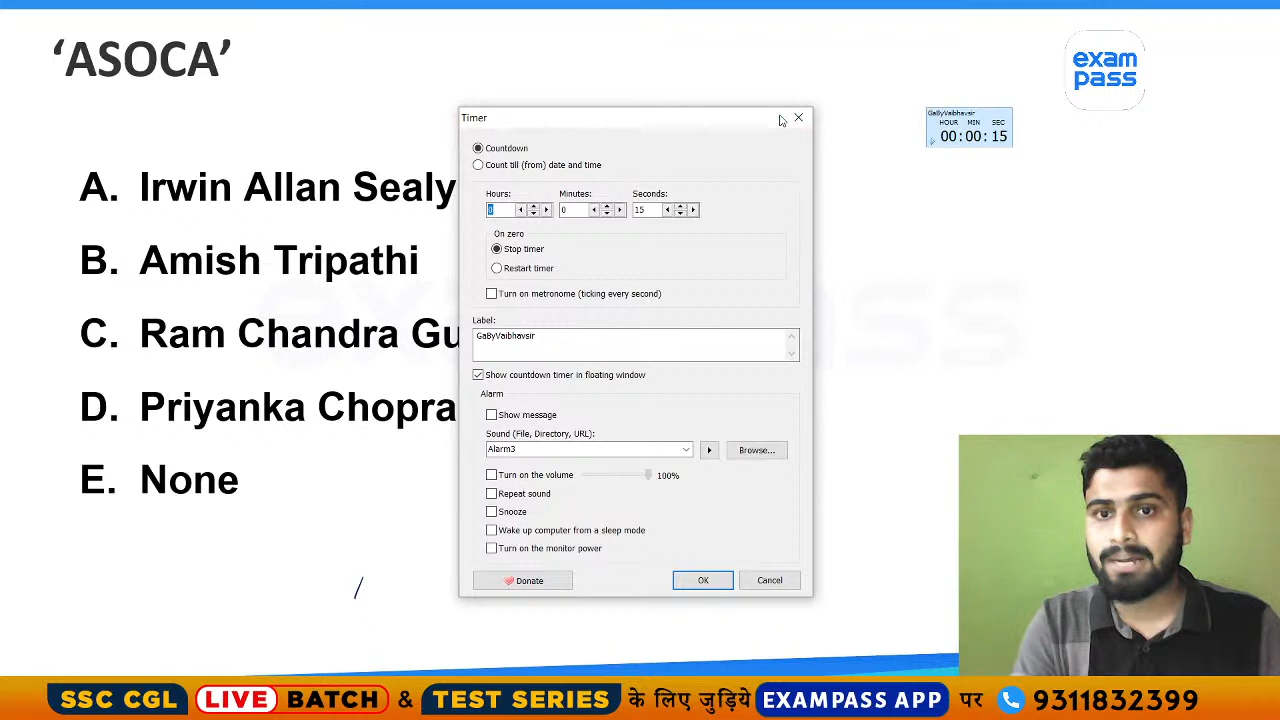 ‘ASOCA’
exam
pass
GaByVaibhavsir
HOUR MIN SEC
00:00:15
Timer
Countdown
Count till (from) date and time
Hours: Minutes: Seconds:
0 0 15
On zero
Stop timer
Restart timer
Turn on metronome (ticking every second)
Label:
GaByVaibhavsir
Show countdown timer in floating window
Alarm
Show message
Sound (File, Directory, URL):
Alarm3
Browse...
Turn on the volume 100%
Repeat sound
Snooze
Wake up computer from a sleep mode
Turn on the monitor power
Donate OK Cancel
A. Irwin Allan Sealy
B. Amish Tripathi
C. Ram Chandra Gu
D. Priyanka Chopra
E. None
SSC CGL LIVE BATCH & TEST SERIES के लिए जुड़िये EXAMPASS APP पर 9311832399